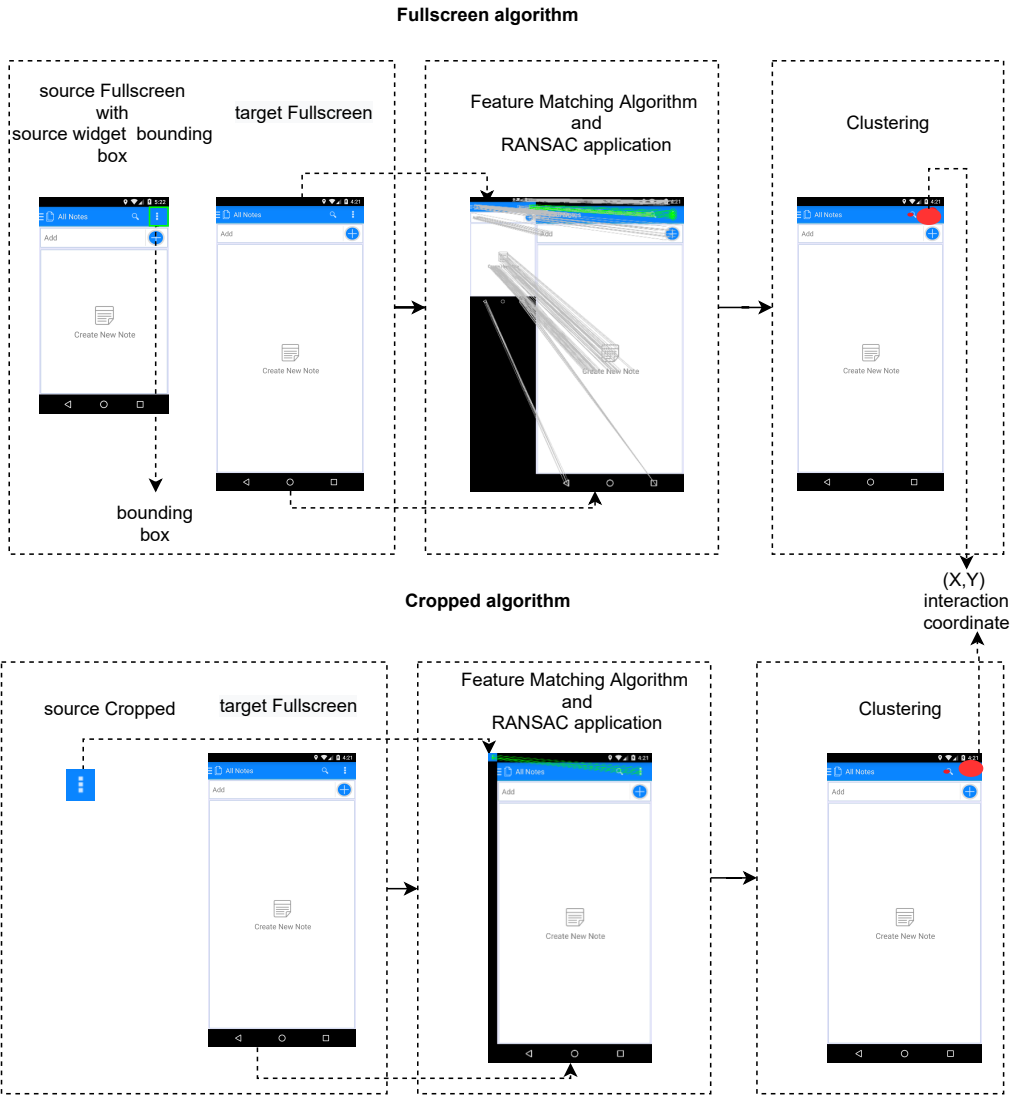 Fullscreen algorithm
source Fullscreen
with
source widget bounding
box
target Fullscreen
Feature Matching Algorithm
and
RANSAC application
Clustering
5:22
All Notes
Add
Create New Note
4:21
All Notes
Add
Create New Note
4:21
Add
Create New Note
4:21
All Notes
Add
Create New Note
bounding
box
(X,Y)
interaction
coordinate
Cropped algorithm
source Cropped
target Fullscreen
Feature Matching Algorithm
and
RANSAC application
Clustering
4:21
All Notes
Add
Create New Note
4:21
All Notes
Add
Create New Note
4:21
All Notes
Add
Create New Note